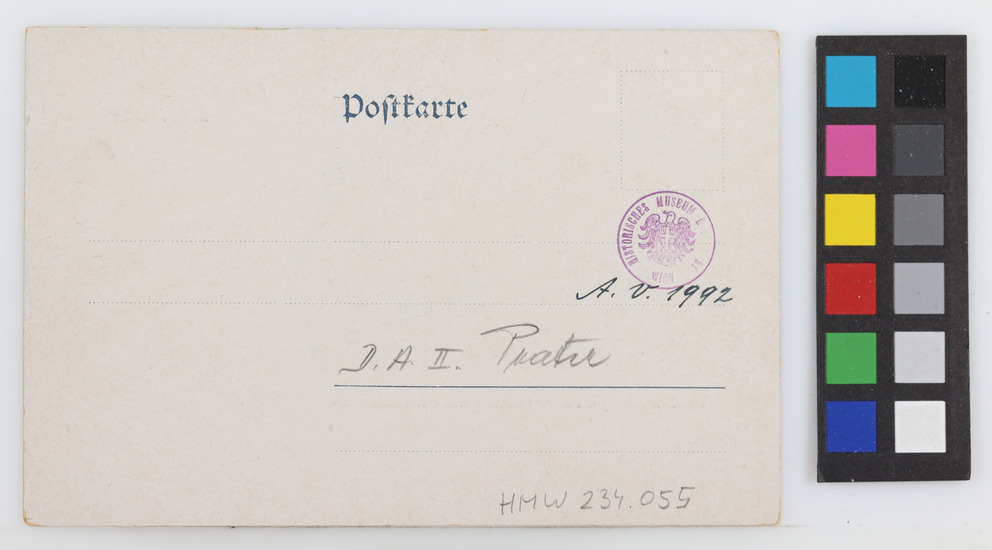 Postkarte
HISTORISCHES MUSEUM D
WIEN
A. V. 1992
D. A. II. Prater
HMW 234.055